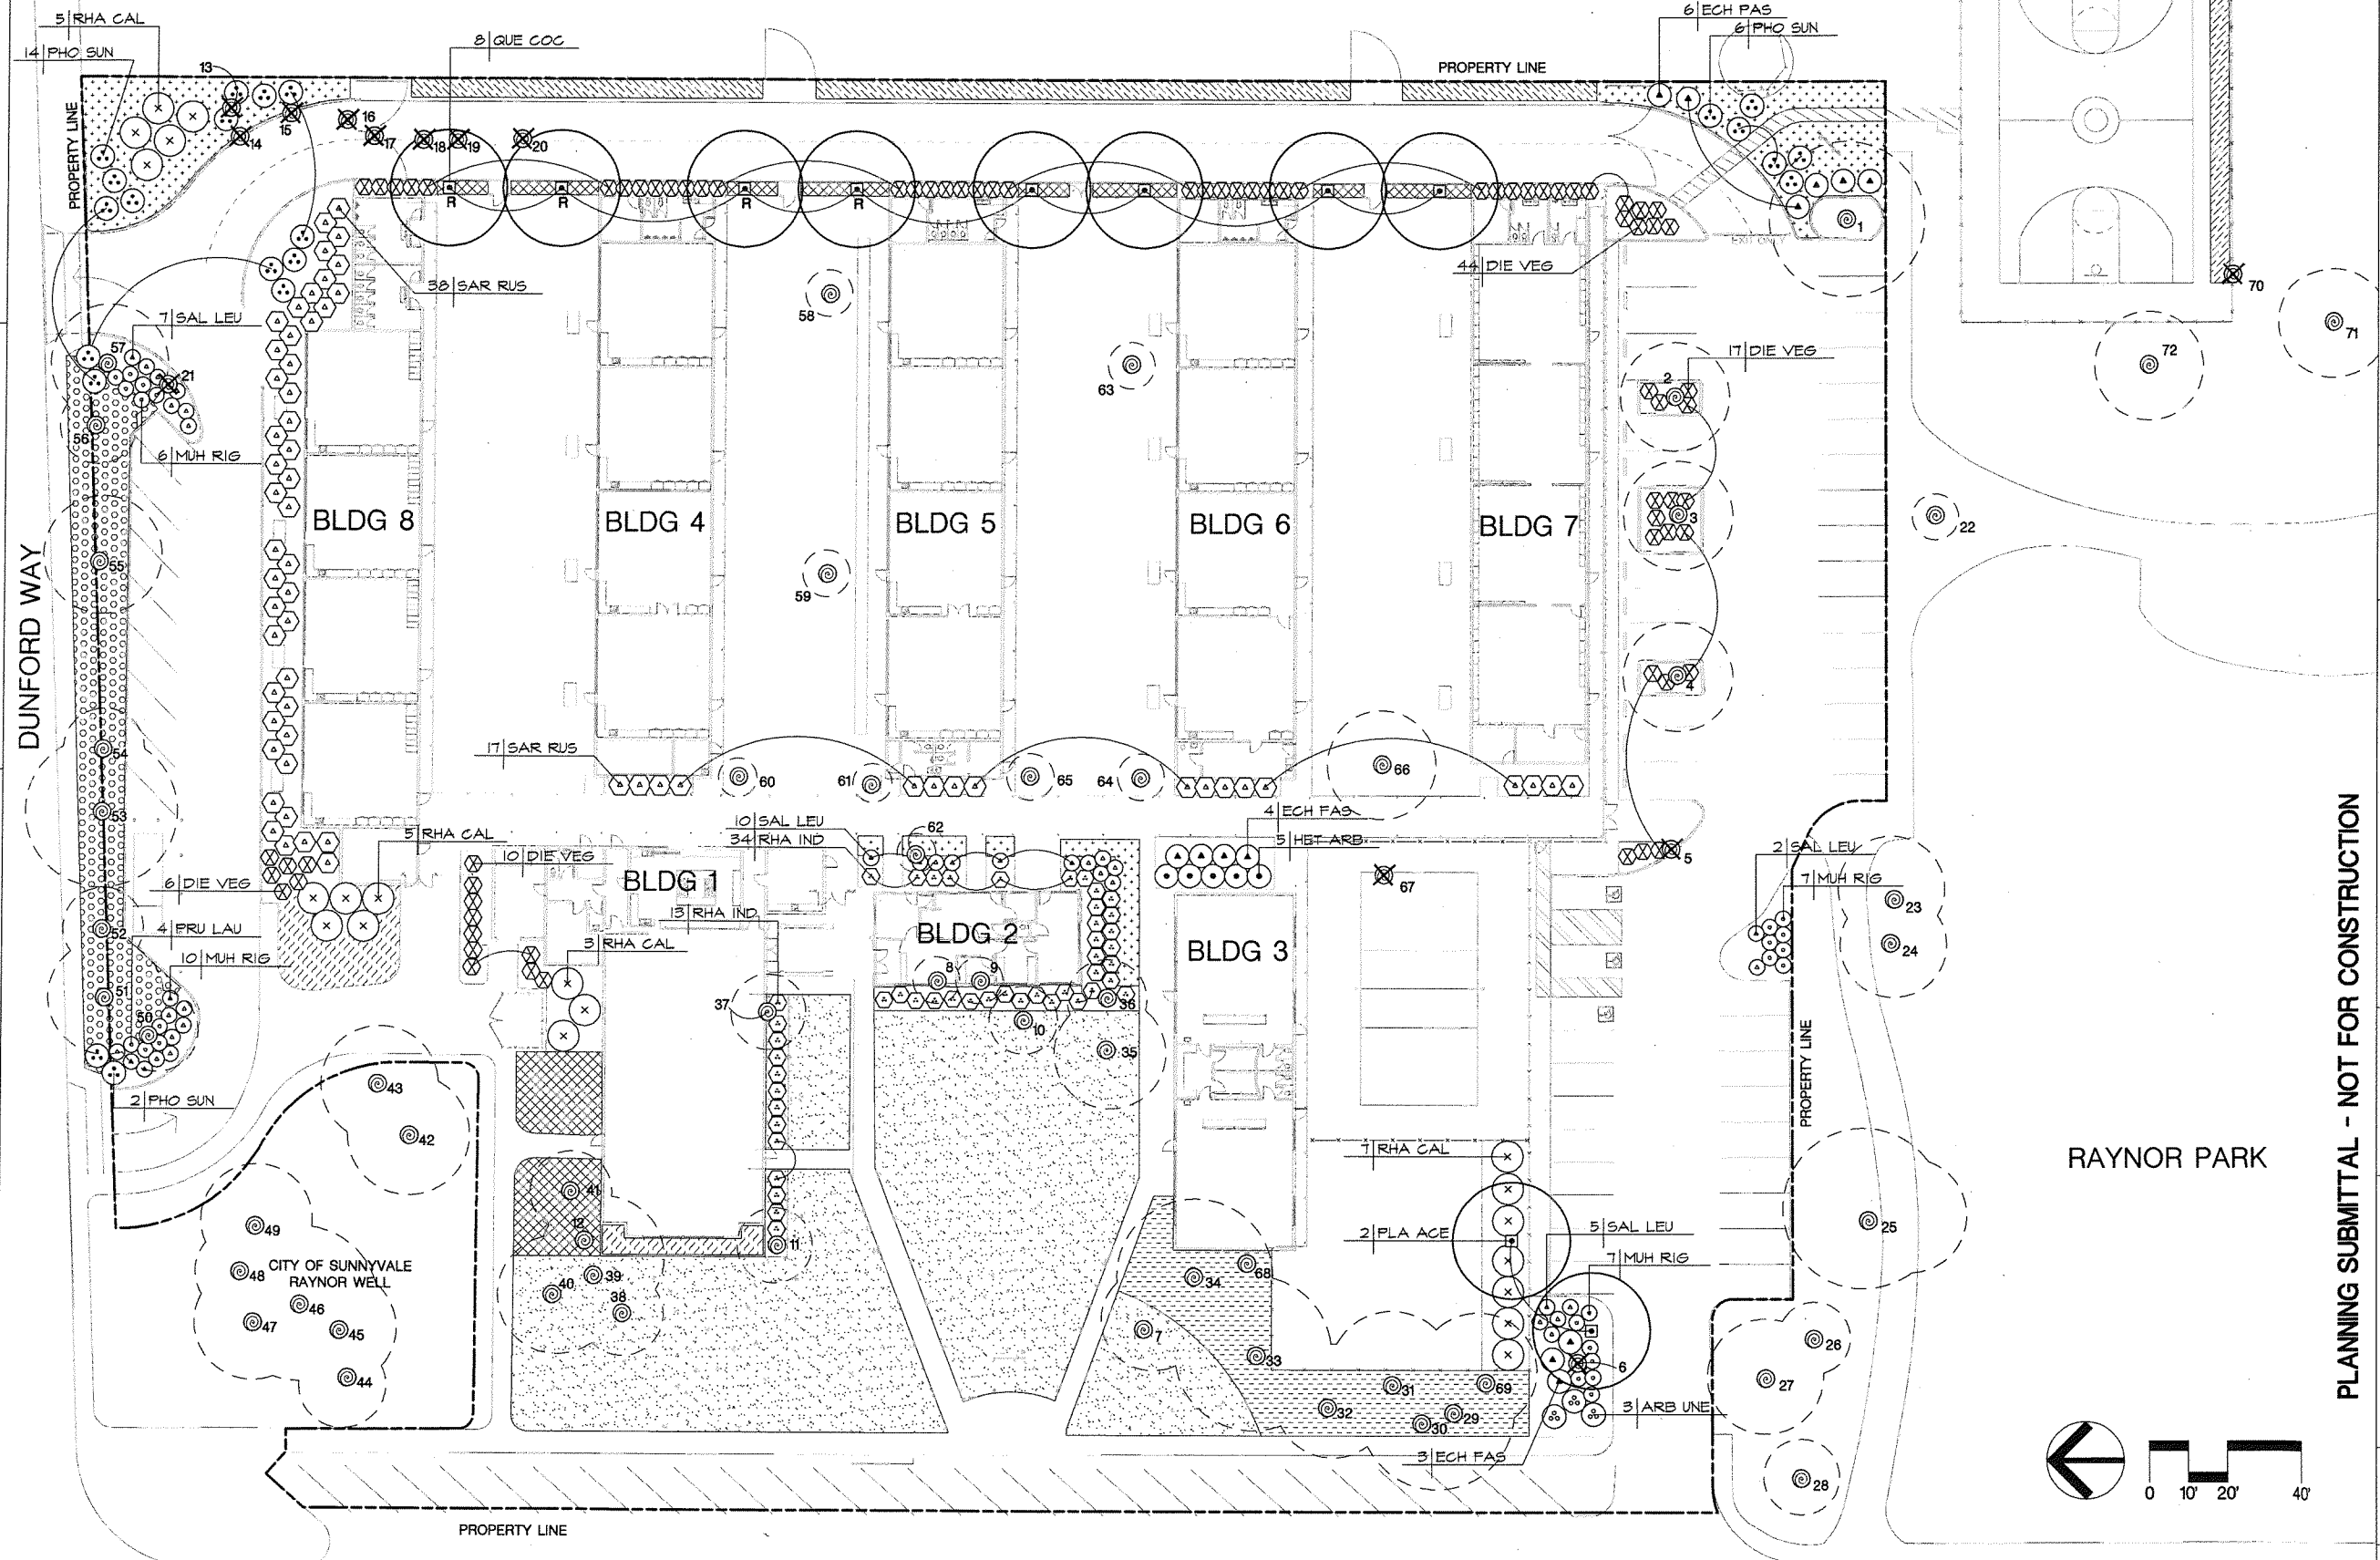 5 RHA CAL
14 PHO SUN
8 QUE COC
6 ECH PAS
6 PHO SUN
PROPERTY LINE
PROPERTY LINE
13
14
15
16
17
18
19
20
R
R
R
R
1
EXIT ONLY
44 DIE VEG
38 SAR RUS
7 SAL LEU
57
21
58
63
70
71
72
2
17 DIE VEG
56
6 MUH RIG
BLDG 8
BLDG 4
BLDG 5
BLDG 6
BLDG 7
3
22
DUNFORD WAY
55
59
4
54
17 SAR RUS
60
61
65
64
66
53
5 RHA CAL
10 SAL LEU
62
4 ECH FAS
34 RHA IND
5 HET ARB
10 DIE VEG
BLDG 1
67
5
2 SAL LEU
7 MUH RIG
6 DIE VEG
13 RHA IND
23
52
4 PRU LAU
BLDG 2
BLDG 3
24
3 RHA CAL
10 MUH RIG
8
9
51
37
36
50
10
35
PROPERTY LINE
43
2 PHO SUN
42
7 RHA CAL
RAYNOR PARK
41
49
12
11
2 PLA ACE
5 SAL LEU
25
7 MUH RIG
CITY OF SUNNYVALE
RAYNOR WELL
48
39
40
38
34
68
46
47
45
7
33
6
26
27
44
31
69
32
29
30
3 ARB UNE
3 ECH FAS
28
0 10' 20' 40'
PROPERTY LINE
PLANNING SUBMITTAL - NOT FOR CONSTRUCTION